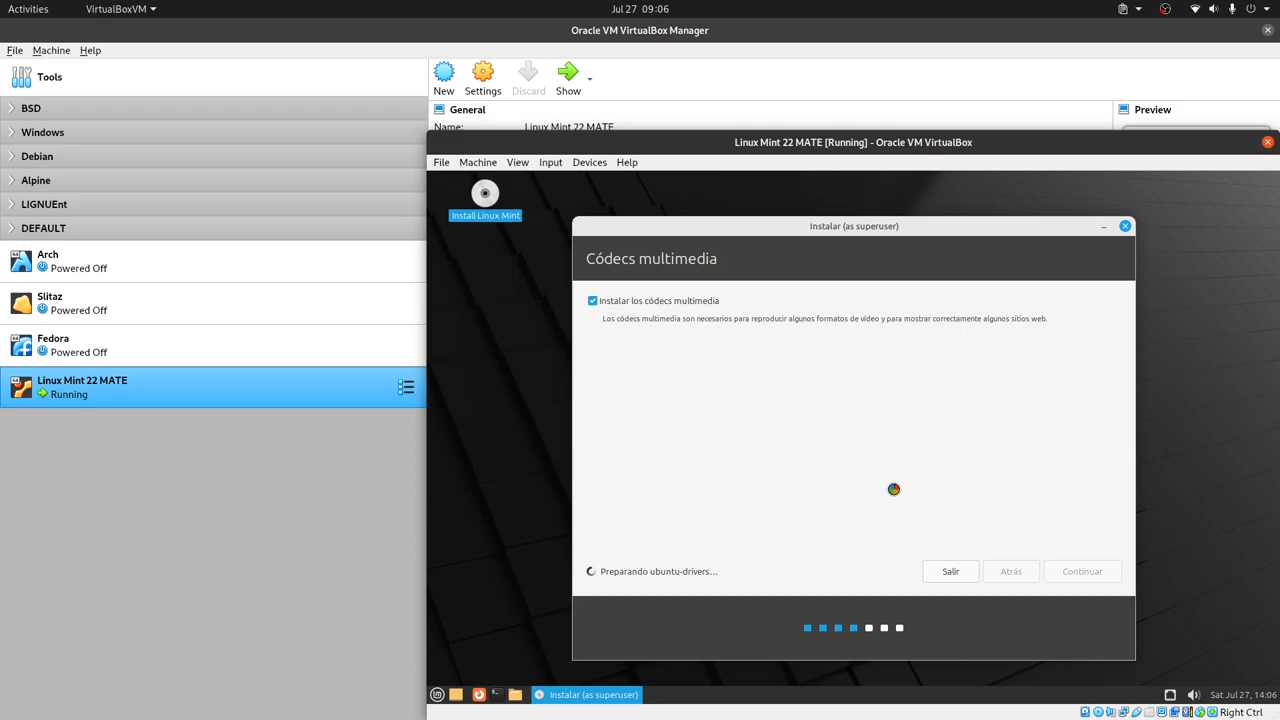 Activities
VirtualBoxVM
Jul 27 09:06
Oracle VM VirtualBox Manager
File Machine Help
Tools
New Settings Discard Show
BSD
Windows
Debian
Alpine
LIGNUEnt
DEFAULT
Arch
Powered Off
Slitaz
Powered Off
Fedora
Powered Off
Linux Mint 22 MATE
Running
General
Name: Linux Mint 22 MATE
Preview
Linux Mint 22 MATE [Running] - Oracle VM VirtualBox
File Machine View Input Devices Help
Install Linux Mint
Instalar (as superuser)
Códecs multimedia
Instalar los códecs multimedia
Los códecs multimedia son necesarios para reproducir algunos formatos de vídeo y para mostrar correctamente algunos sitios web.
Preparando ubuntu-drivers…
Salir Atrás Continuar
Instalar (as superuser)
Sat Jul 27, 14:06
Right Ctrl